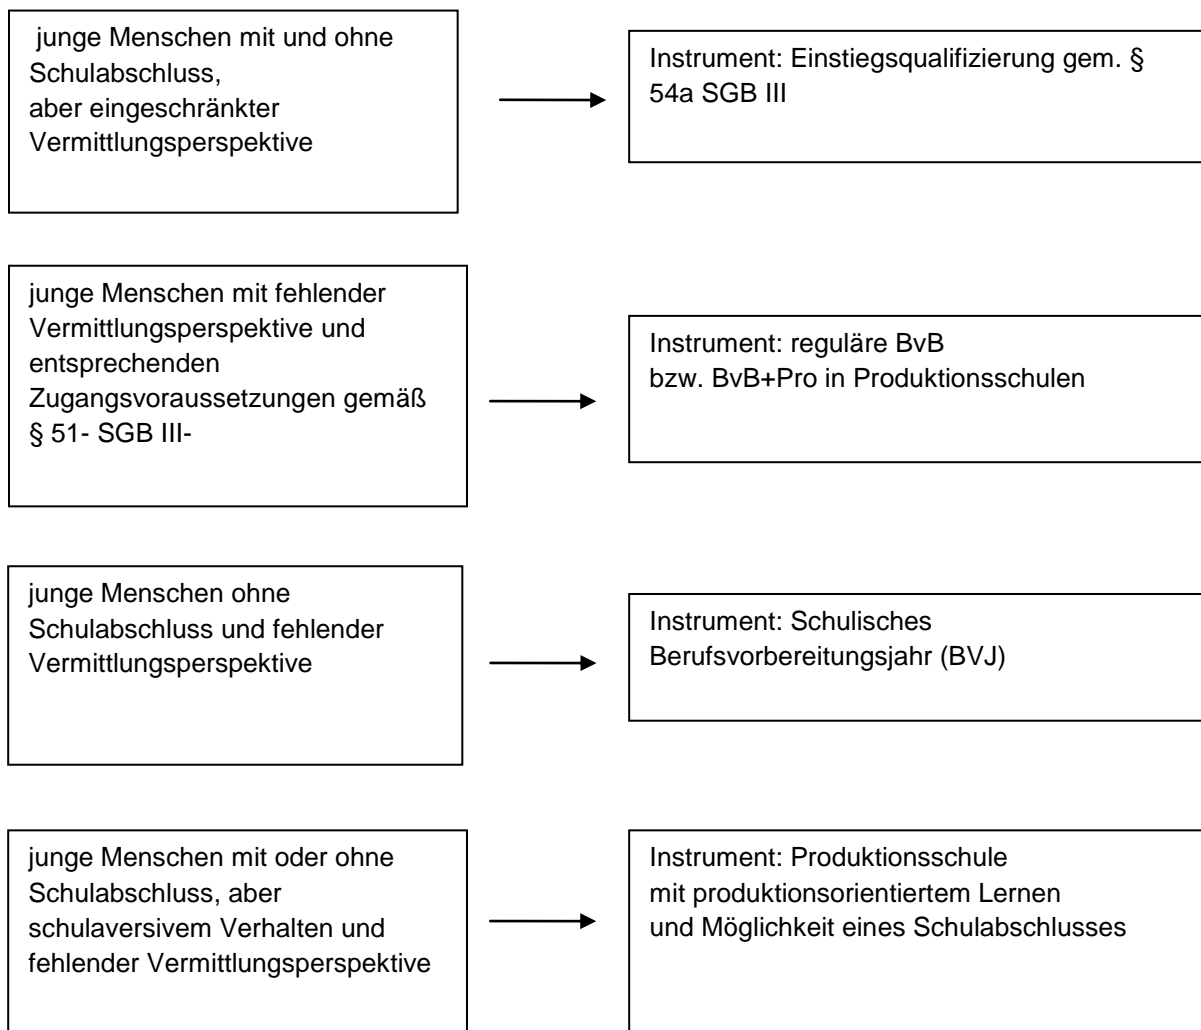 junge Menschen mit und ohne
Schulabschluss,
aber eingeschränkter
Vermittlungsperspektive
Instrument: Einstiegsqualifizierung gem. §
54a SGB III
junge Menschen mit fehlender
Vermittlungsperspektive und
entsprechenden
Zugangsvoraussetzungen gemäß
§ 51- SGB III-
Instrument: reguläre BvB
bzw. BvB+Pro in Produktionsschulen
junge Menschen ohne
Schulabschluss und fehlender
Vermittlungsperspektive
Instrument: Schulisches
Berufsvorbereitungsjahr (BVJ)
junge Menschen mit oder ohne
Schulabschluss, aber
schulaversivem Verhalten und
fehlender Vermittlungsperspektive
Instrument: Produktionsschule
mit produktionsorientiertem Lernen
und Möglichkeit eines Schulabschlusses